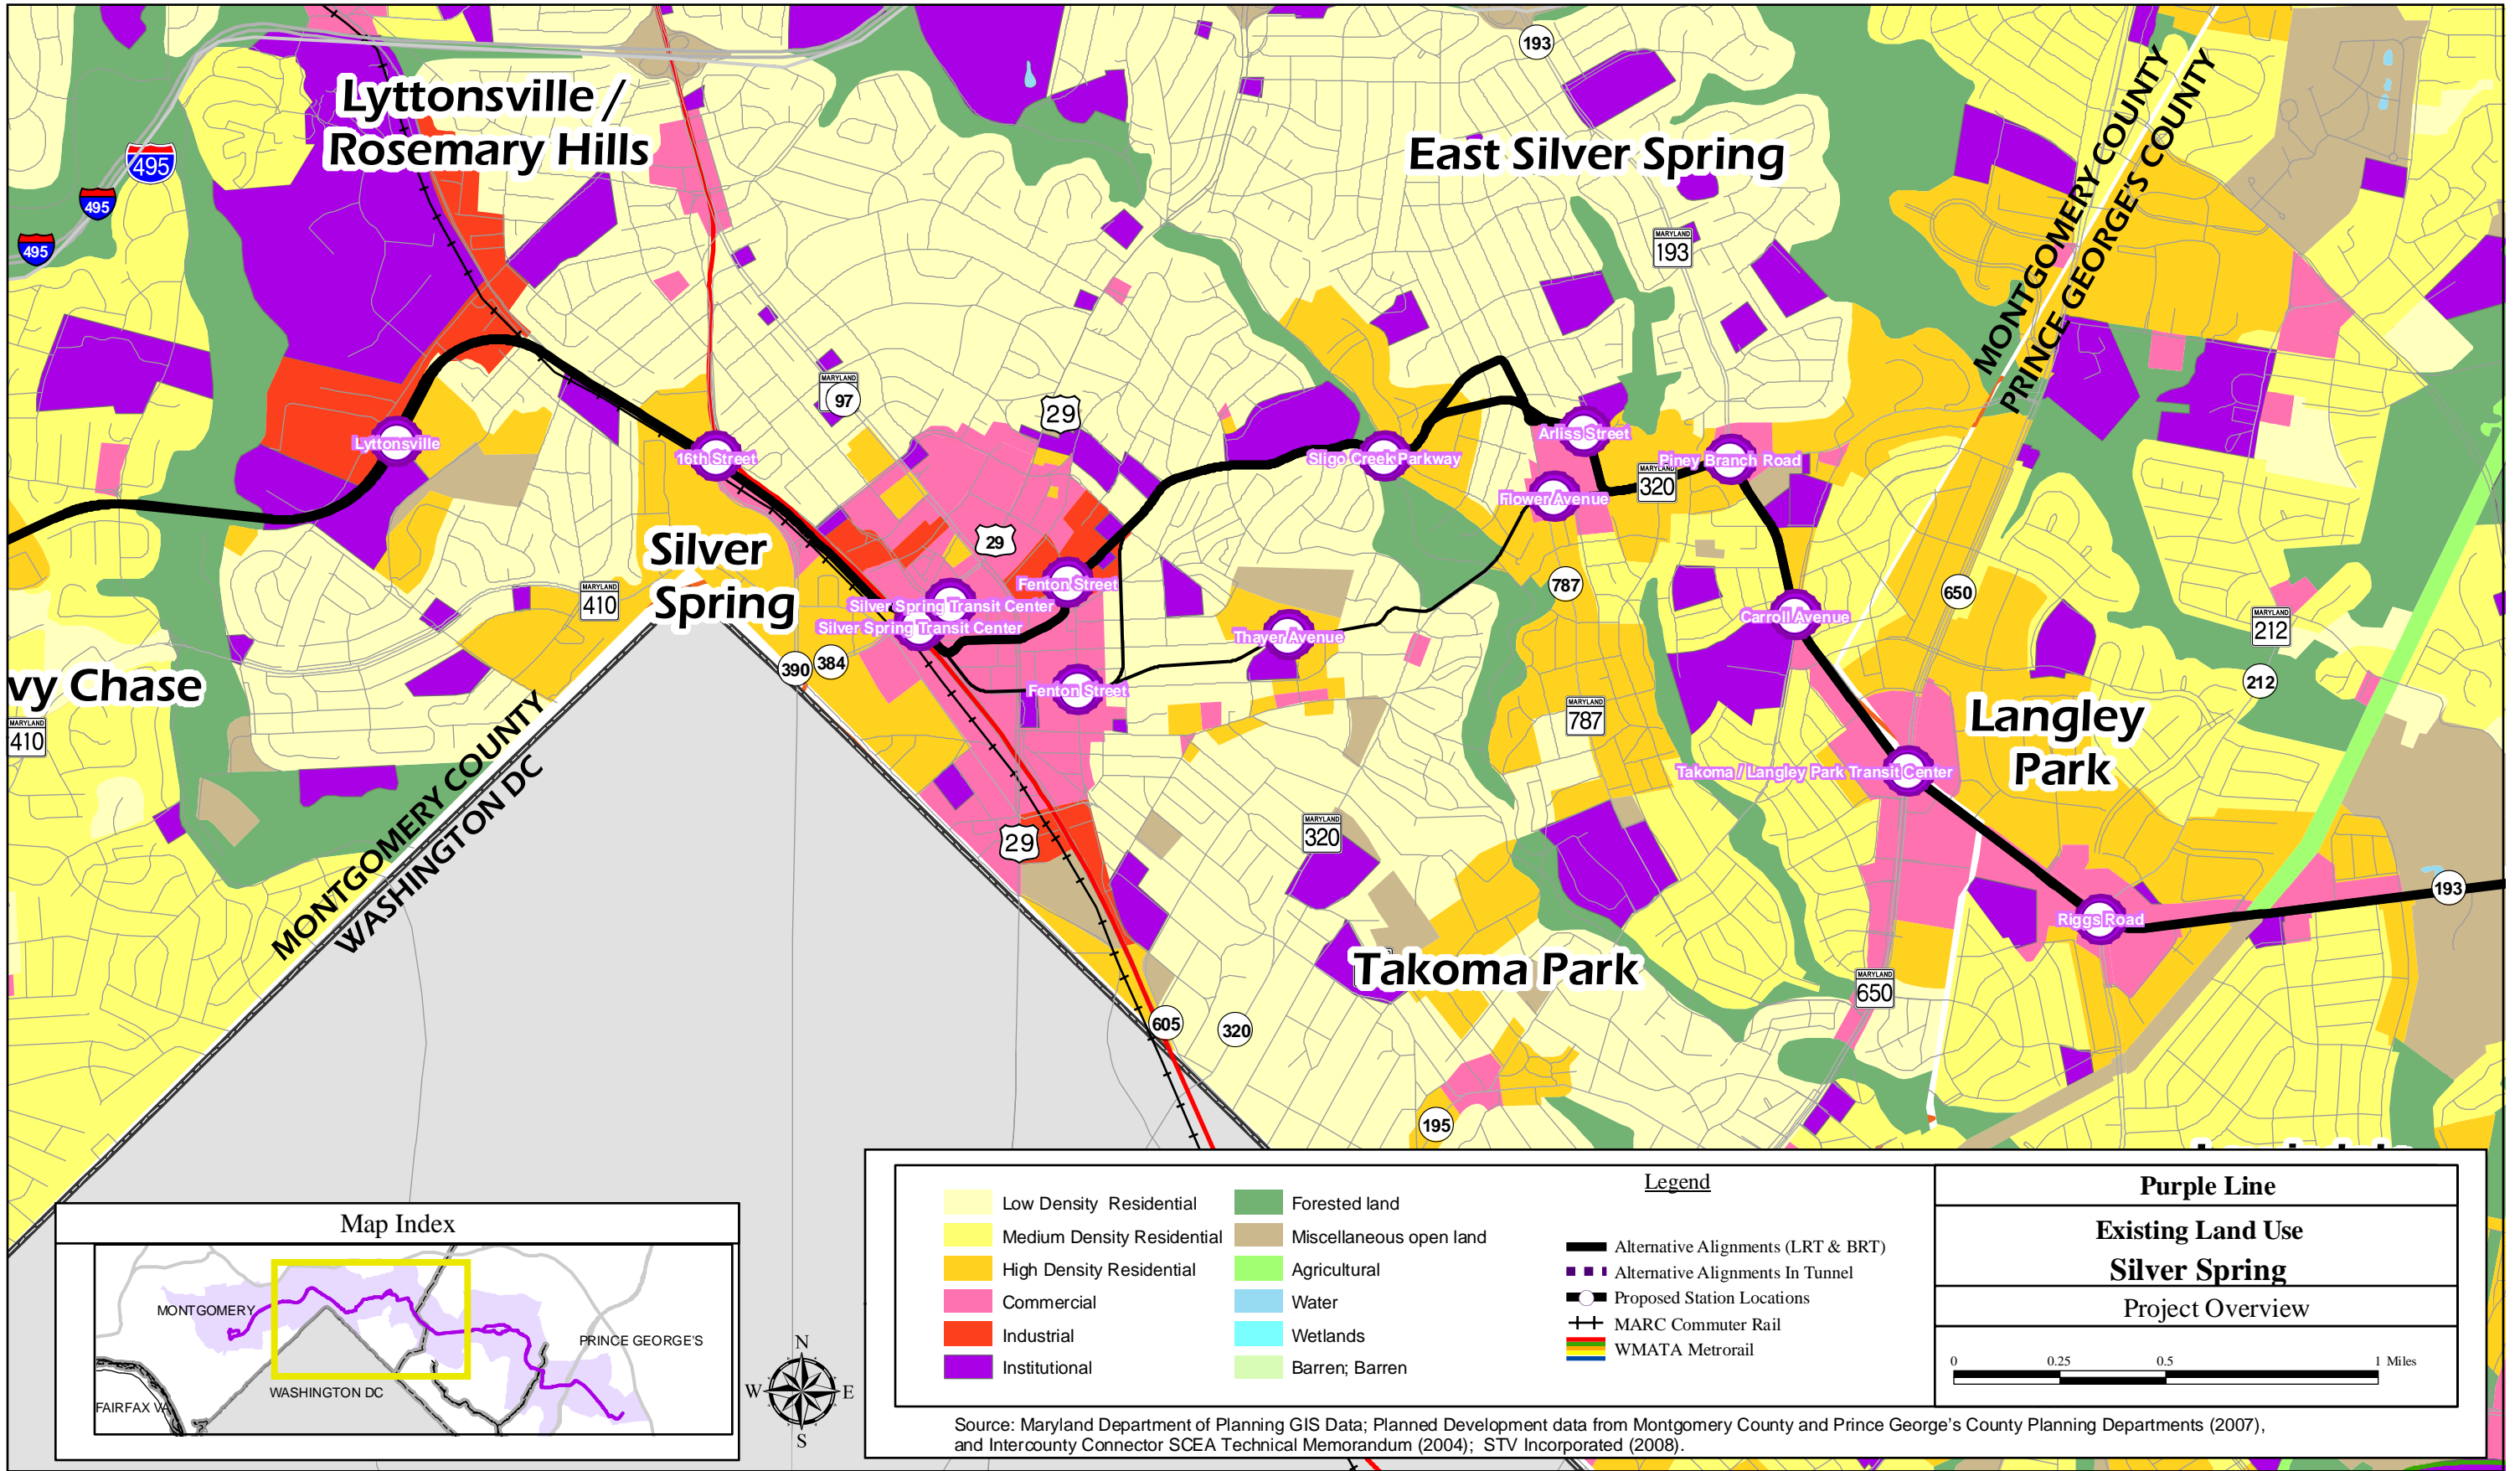 193
Lyttonsville /
Rosemary Hills
East Silver Spring
MONTGOMERY COUNTY
PRINCE GEORGE'S COUNTY
495
495
495
MARYLAND
193
MARYLAND
97
29
Lyttonsville
16th Street
Sligo Creek Parkway
Arliss Street
Piney Branch Road
MARYLAND
320
Flower Avenue
29
Silver
Spring
MARYLAND
410
Fenton Street
Silver Spring Transit Center
Silver Spring Transit Center
787
650
Carroll Avenue
MARYLAND
212
Thayer Avenue
390
384
212
vy Chase
MARYLAND
410
Fenton Street
MARYLAND
787
Langley
Park
Takoma / Langley Park Transit Center
MONTGOMERY COUNTY
WASHINGTON DC
29
MARYLAND
320
193
Riggs Road
Takoma Park
MARYLAND
650
605
320
195
Map Index
MONTGOMERY
PRINCE GEORGE'S
WASHINGTON DC
FAIRFAX VA
N
W
E
S
Legend
Low Density Residential
Medium Density Residential
High Density Residential
Commercial
Industrial
Institutional
Forested land
Miscellaneous open land
Agricultural
Water
Wetlands
Barren; Barren
Alternative Alignments (LRT & BRT)
Alternative Alignments In Tunnel
Proposed Station Locations
MARC Commuter Rail
WMATA Metrorail
Purple Line
Existing Land Use
Silver Spring
Project Overview
0 0.25 0.5 1 Miles
Source: Maryland Department of Planning GIS Data; Planned Development data from Montgomery County and Prince George's County Planning Departments (2007),
and Intercounty Connector SCEA Technical Memorandum (2004); STV Incorporated (2008).